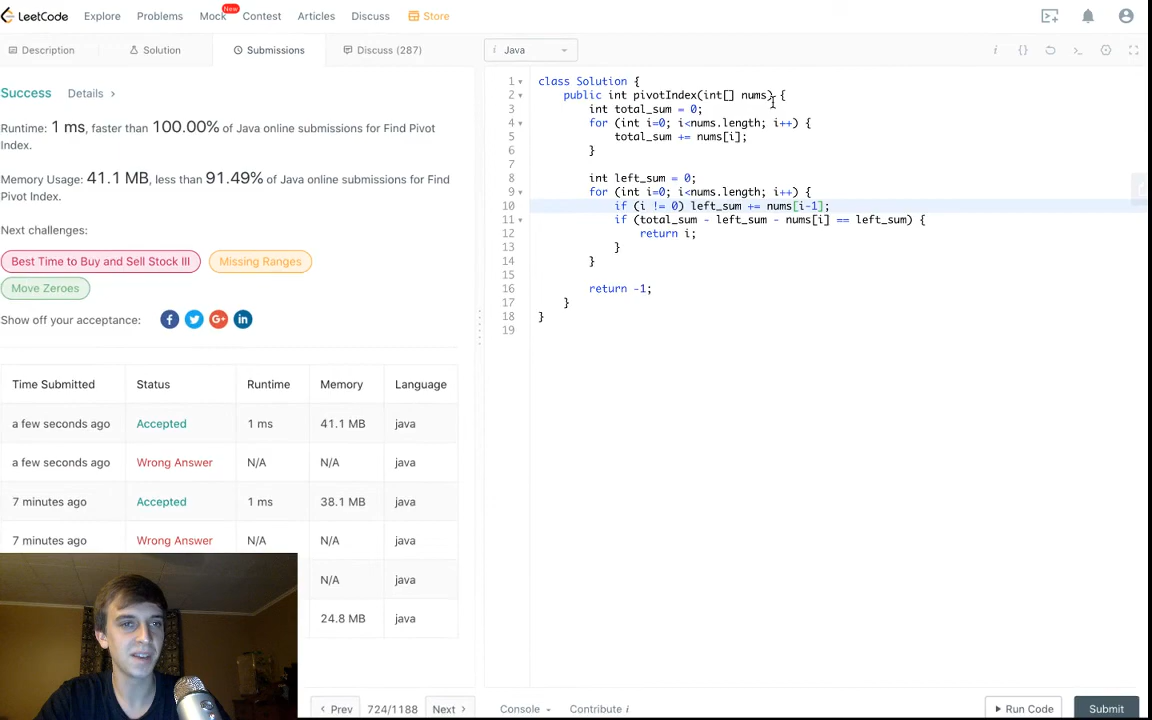 LeetCode Explore Problems Mock New Contest Articles Discuss Store
Description Solution Submissions Discuss (287)
Success Details >
Runtime: 1 ms, faster than 100.00% of Java online submissions for Find Pivot
Index.
Memory Usage: 41.1 MB, less than 91.49% of Java online submissions for Find
Pivot Index.
Next challenges:
Best Time to Buy and Sell Stock III Missing Ranges
Move Zeroes
Show off your acceptance: f G+ in
Time Submitted Status Runtime Memory Language
a few seconds ago Accepted 1 ms 41.1 MB java
a few seconds ago Wrong Answer N/A N/A java
7 minutes ago Accepted 1 ms 38.1 MB java
7 minutes ago Wrong Answer N/A N/A java
N/A java
24.8 MB java
< Prev 724/1188 Next >
i Java i {} >_
1 class Solution {
2 public int pivotIndex(int[] nums) {
3 int total_sum = 0;
4 for (int i=0; i<nums.length; i++) {
5 total_sum += nums[i];
6 }
7
8 int left_sum = 0;
9 for (int i=0; i<nums.length; i++) {
10 if (i != 0) left_sum += nums[i-1];
11 if (total_sum - left_sum - nums[i] == left_sum) {
12 return i;
13 }
14 }
15
16 return -1;
17 }
18 }
19
Console Contribute i Run Code Submit